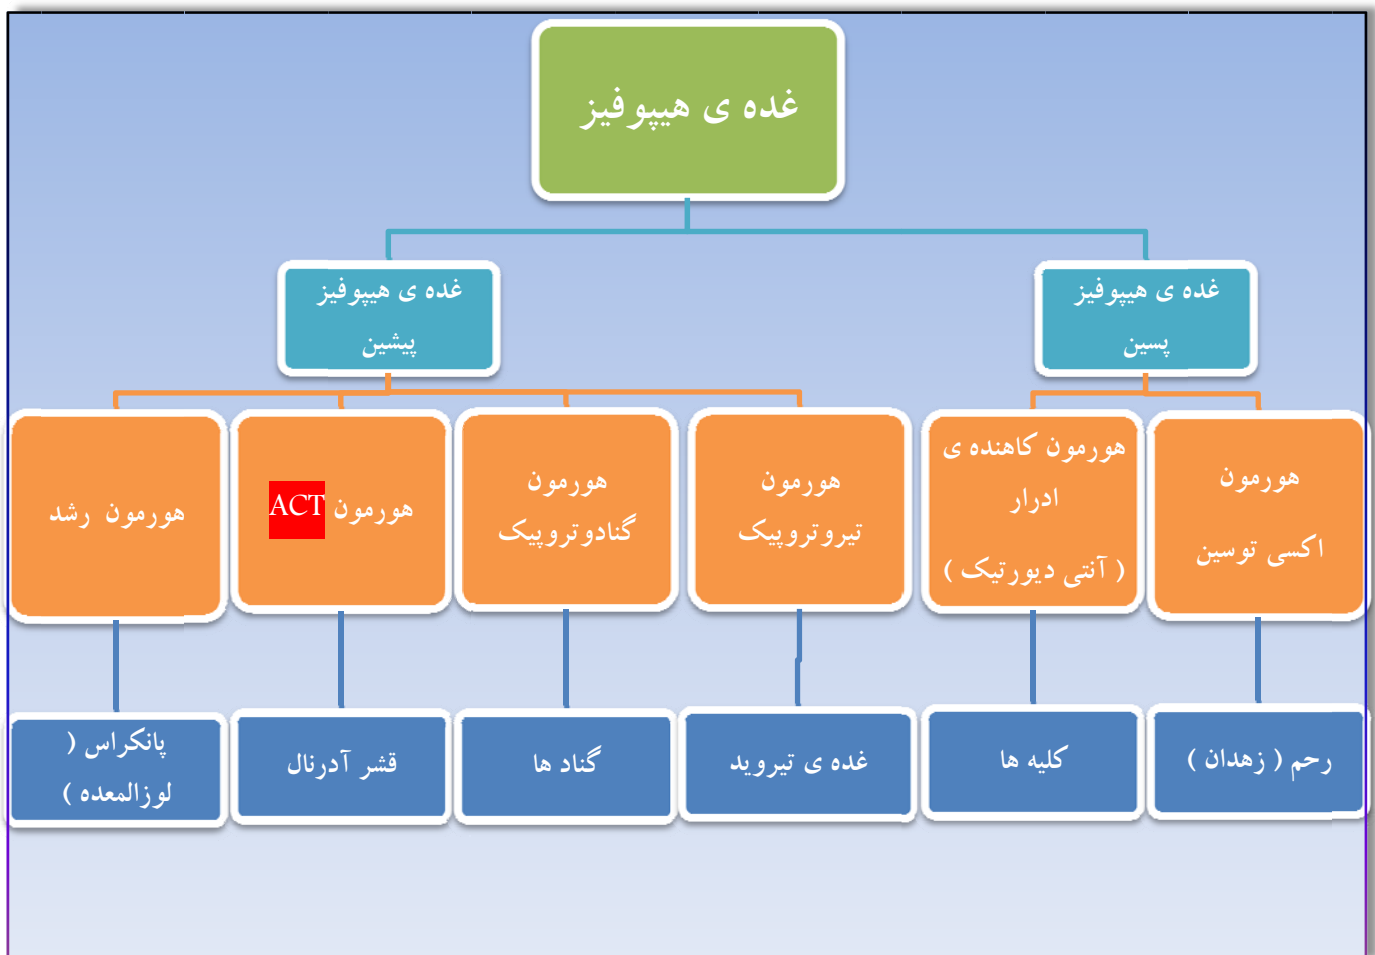 غده ی هیپوفیز
غده ی هیپوفیز
پسین
غده ی هیپوفیز
پیشین
هورمون
اکسی توسین
هورمون کاهنده ی
ادرار
( آنتی دیورتیک )
هورمون
تیروتروپیک
هورمون
گنادوتروپیک
هورمون ACT
هورمون رشد
رحم ( زهدان )
کلیه ها
غده ی تیروید
گناد ها
قشر آدرنال
پانکراس (
لوزالمعده )